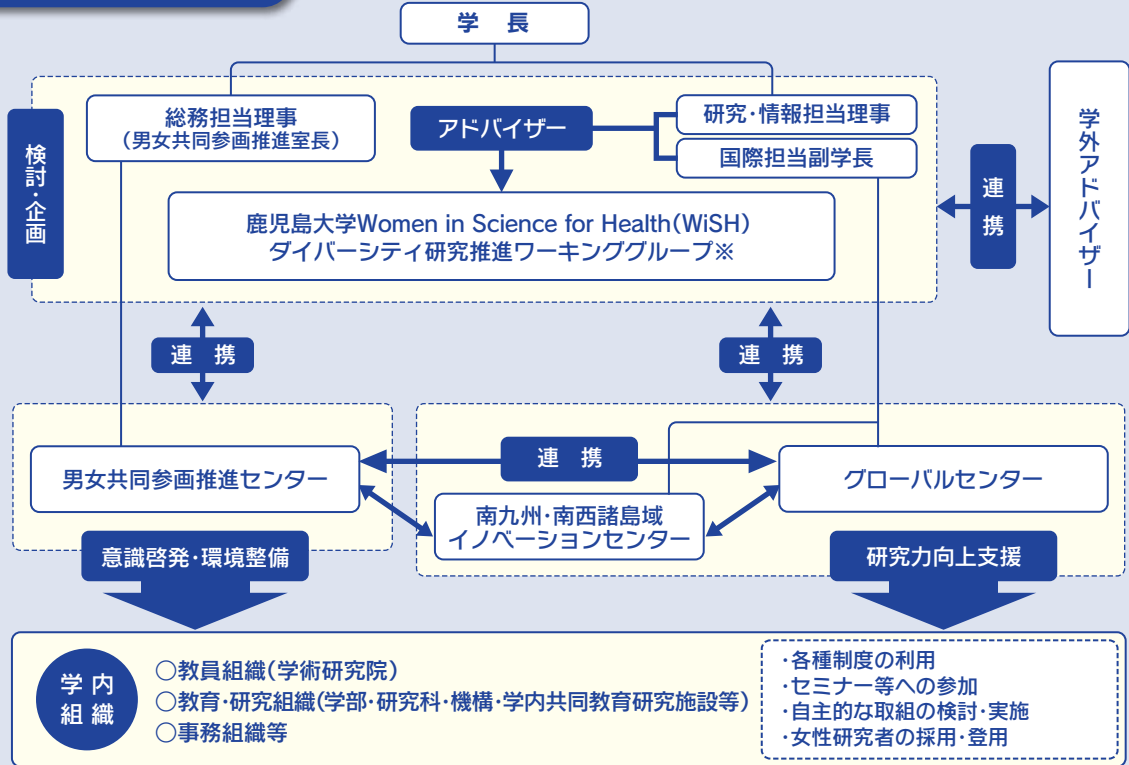 学 長
検討・企画
総務担当理事
(男女共同参画推進室長)
アドバイザー
研究・情報担当理事
国際担当副学長
鹿児島大学Women in Science for Health(WiSH)
ダイバーシティ研究推進ワーキンググループ※
連携
学外アドバイザー
連 携
連 携
男女共同参画推進センター
連 携
グローバルセンター
南九州・南西諸島域
イノベーションセンター
意識啓発・環境整備
研究力向上支援
学 内
組 織
○教員組織(学術研究院)
○教育・研究組織(学部・研究科・機構・学内共同教育研究施設等)
○事務組織等
・各種制度の利用
・セミナー等への参加
・自主的な取組の検討・実施
・女性研究者の採用・登用